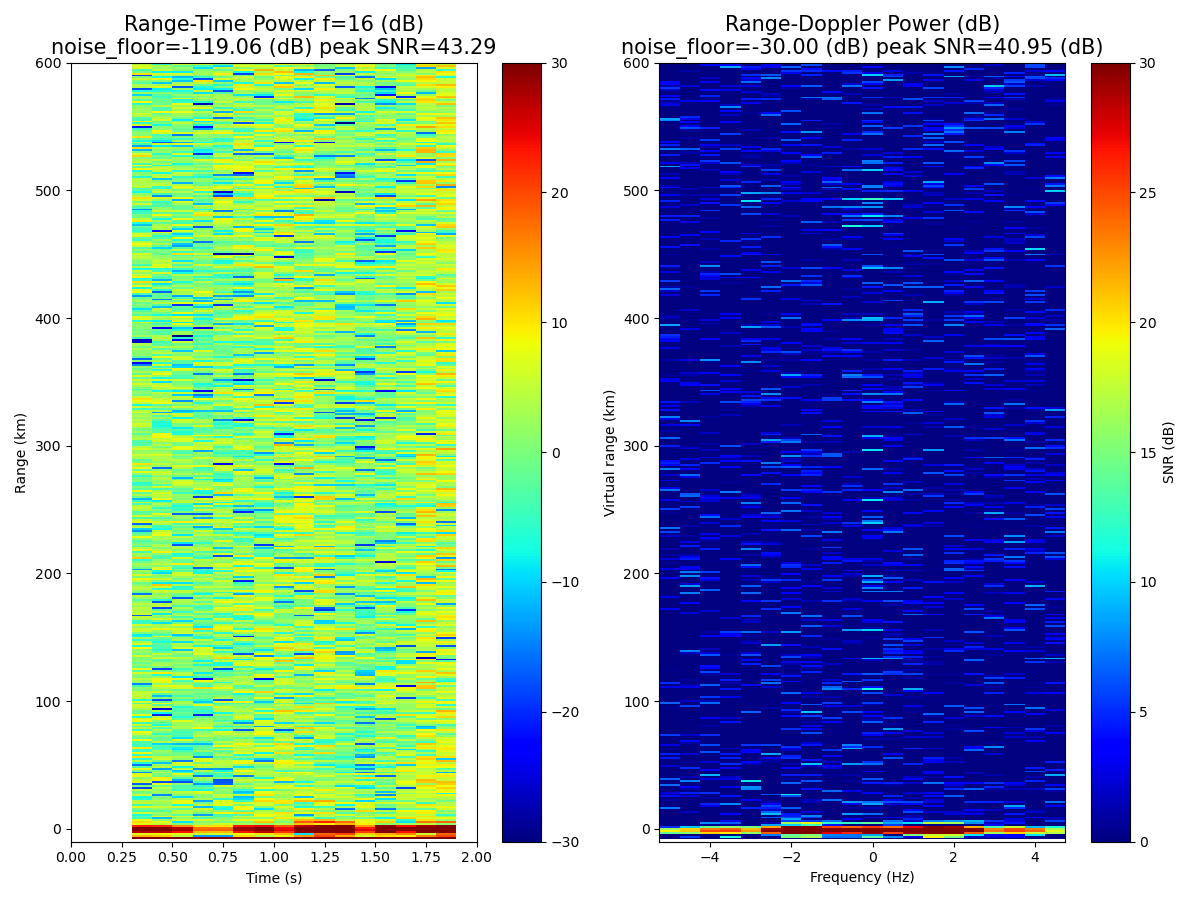 Range-Time Power f=16 (dB)
noise_floor=-119.06 (dB) peak SNR=43.29
600
500
400
300
200
100
0
Range (km)
0.00 0.25 0.50 0.75 1.00 1.25 1.50 1.75 2.00
Time (s)
30
20
10
0
−10
−20
−30
Range-Doppler Power (dB)
noise_floor=-30.00 (dB) peak SNR=40.95 (dB)
600
500
400
300
200
100
0
Virtual range (km)
−4 −2 0 2 4
Frequency (Hz)
30
25
20
15
10
5
0
SNR (dB)